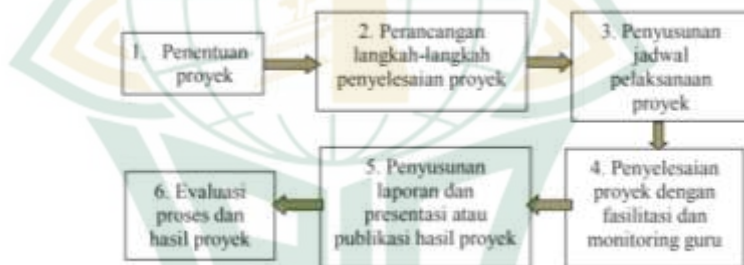 1. Penentuan
proyek
2. Perancangan
langkah-langkah
penyelesaian proyek
3. Penyusunan
jadwal
pelaksanaan
proyek
4. Penyelesaian
proyek dengan
fasilitasi dan
monitoring guru
5. Penyusunan
laporan dan
presentasi atau
publikasi hasil proyek
6. Evaluasi
proses dan
hasil proyek